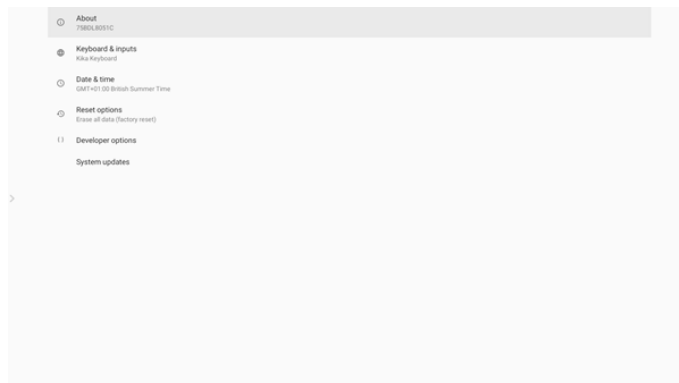 About
75BDL8051C
Keyboard & inputs
Kika Keyboard
Date & time
GMT+01:00 British Summer Time
Reset options
Erase all data (factory reset)
Developer options
System updates